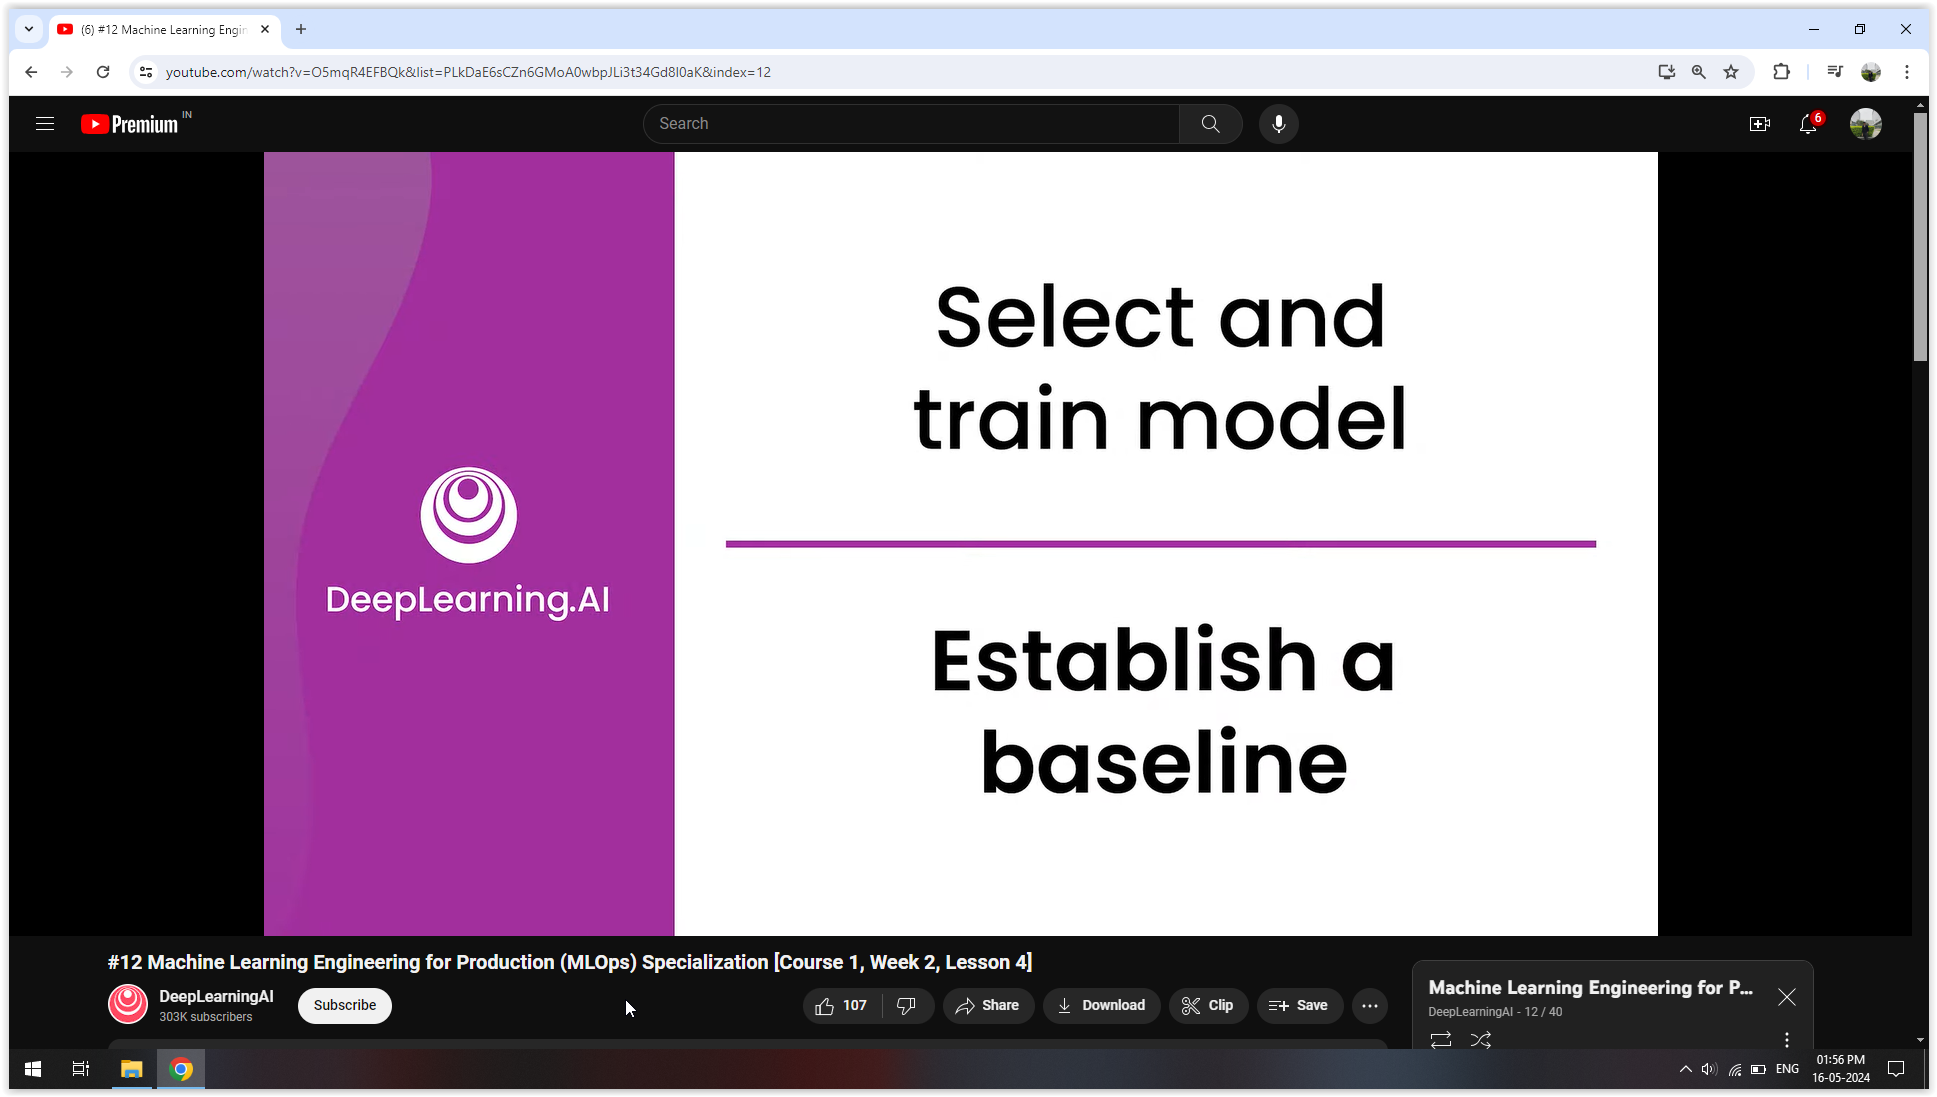 (6) #12 Machine Learning Engin
youtube.com/watch?v=O5mqR4EFBQk&list=PLkDaE6sCZn6GMoA0wbpJLi3t34Gd8l0aK&index=12
Premium IN
Search
6
Select and
train model
DeepLearning.AI
Establish a
baseline
#12 Machine Learning Engineering for Production (MLOps) Specialization [Course 1, Week 2, Lesson 4]
DeepLearningAI
303K subscribers
Subscribe
107
Share
Download
Clip
Save
Machine Learning Engineering for P...
DeepLearningAI - 12 / 40
ENG
01:56 PM
16-05-2024